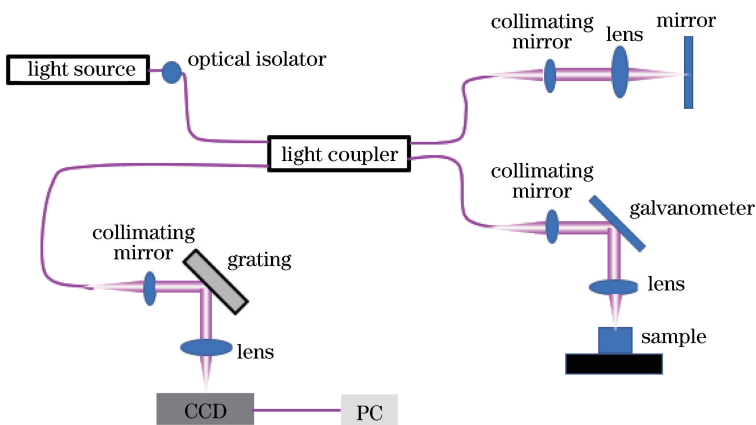 collimating
mirror
lens
mirror
light source
optical isolator
light coupler
collimating
mirror
galvanometer
collimating
mirror
grating
lens
lens
sample
CCD
PC